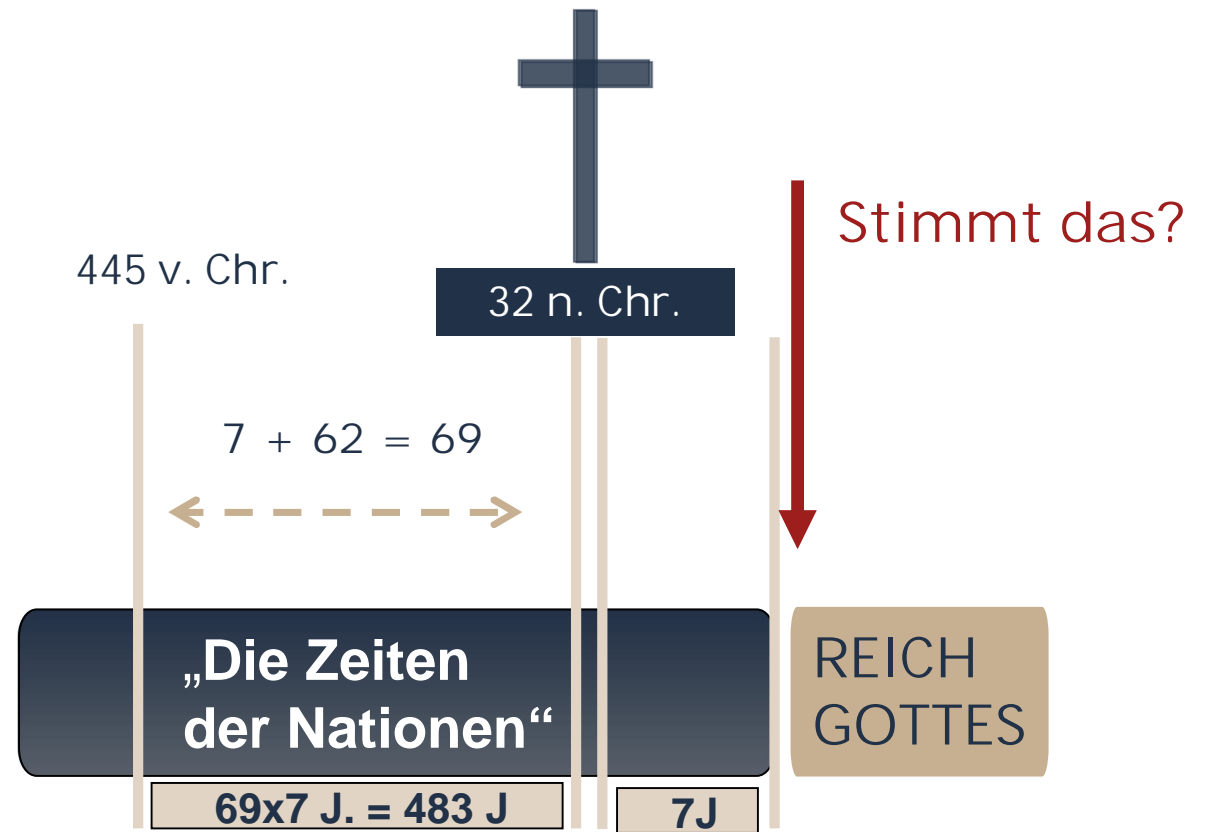 Stimmt das?
445 v. Chr.
32 n. Chr.
7 + 62 = 69
„Die Zeiten
der Nationen“
REICH
GOTTES
69x7 J. = 483 J
7J